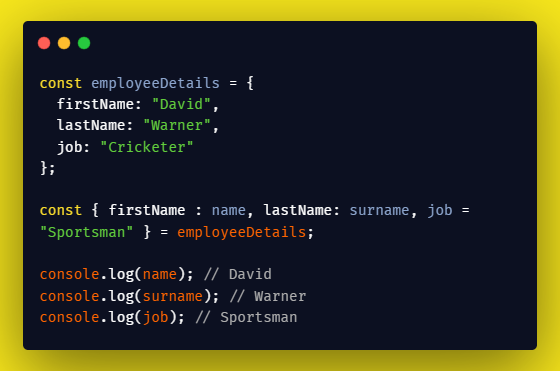 const employeeDetails = {
  firstName: "David",
  lastName: "Warner",
  job: "Cricketer"
};

const { firstName : name, lastName: surname, job =
"Sportsman" } = employeeDetails;

console.log(name); // David
console.log(surname); // Warner
console.log(job); // Sportsman